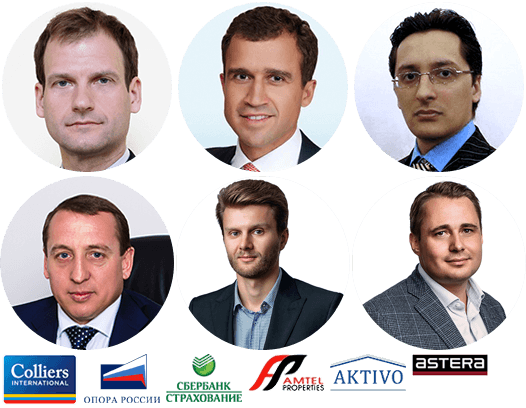 Colliers
INTERNATIONAL
ОПОРА РОССИИ
СБЕРБАНК
СТРАХОВАНИЕ
AMTEL
PROPERTIES
AKTIVO
ASTERA